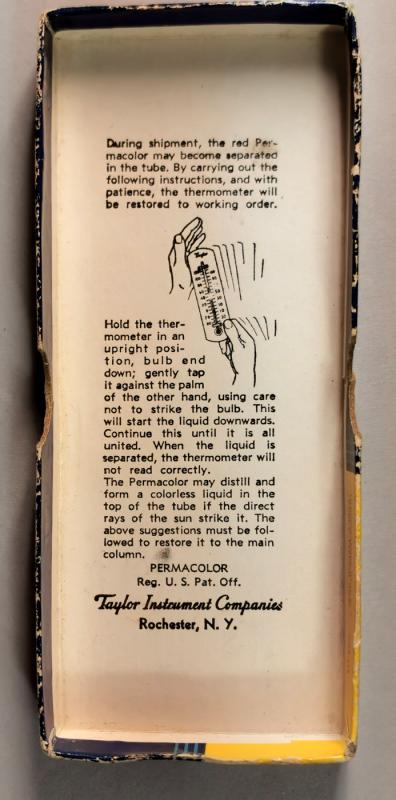 During shipment, the red Per-
macolor may become separated
in the tube. By carrying out the
following instructions, and with
patience, the thermometer will
be restored to working order.
Taylor
Hold the ther-
mometer in an
upright posi-
tion, bulb end
down; gently tap
it against the palm
of the other hand, using care
not to strike the bulb. This
will start the liquid downwards.
Continue this until it is all
united. When the liquid is
separated, the thermometer will
not read correctly.
The Permacolor may distill and
form a colorless liquid in the
top of the tube if the direct
rays of the sun strike it. The
above suggestions must be fol-
lowed to restore it to the main
column.
PERMACOLOR
Reg. U. S. Pat. Off.
Taylor Instrument Companies
Rochester, N. Y.